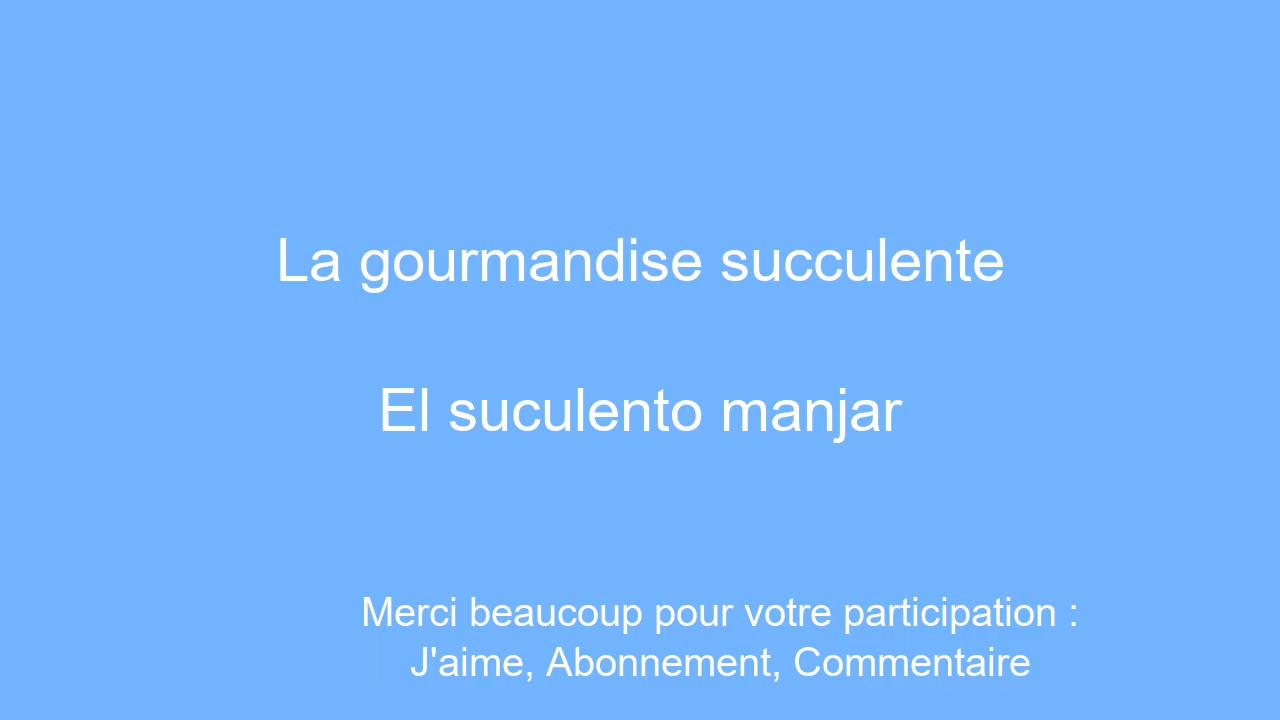 La gourmandise succulente
El suculento manjar
Merci beaucoup pour votre participation :
J'aime, Abonnement, Commentaire